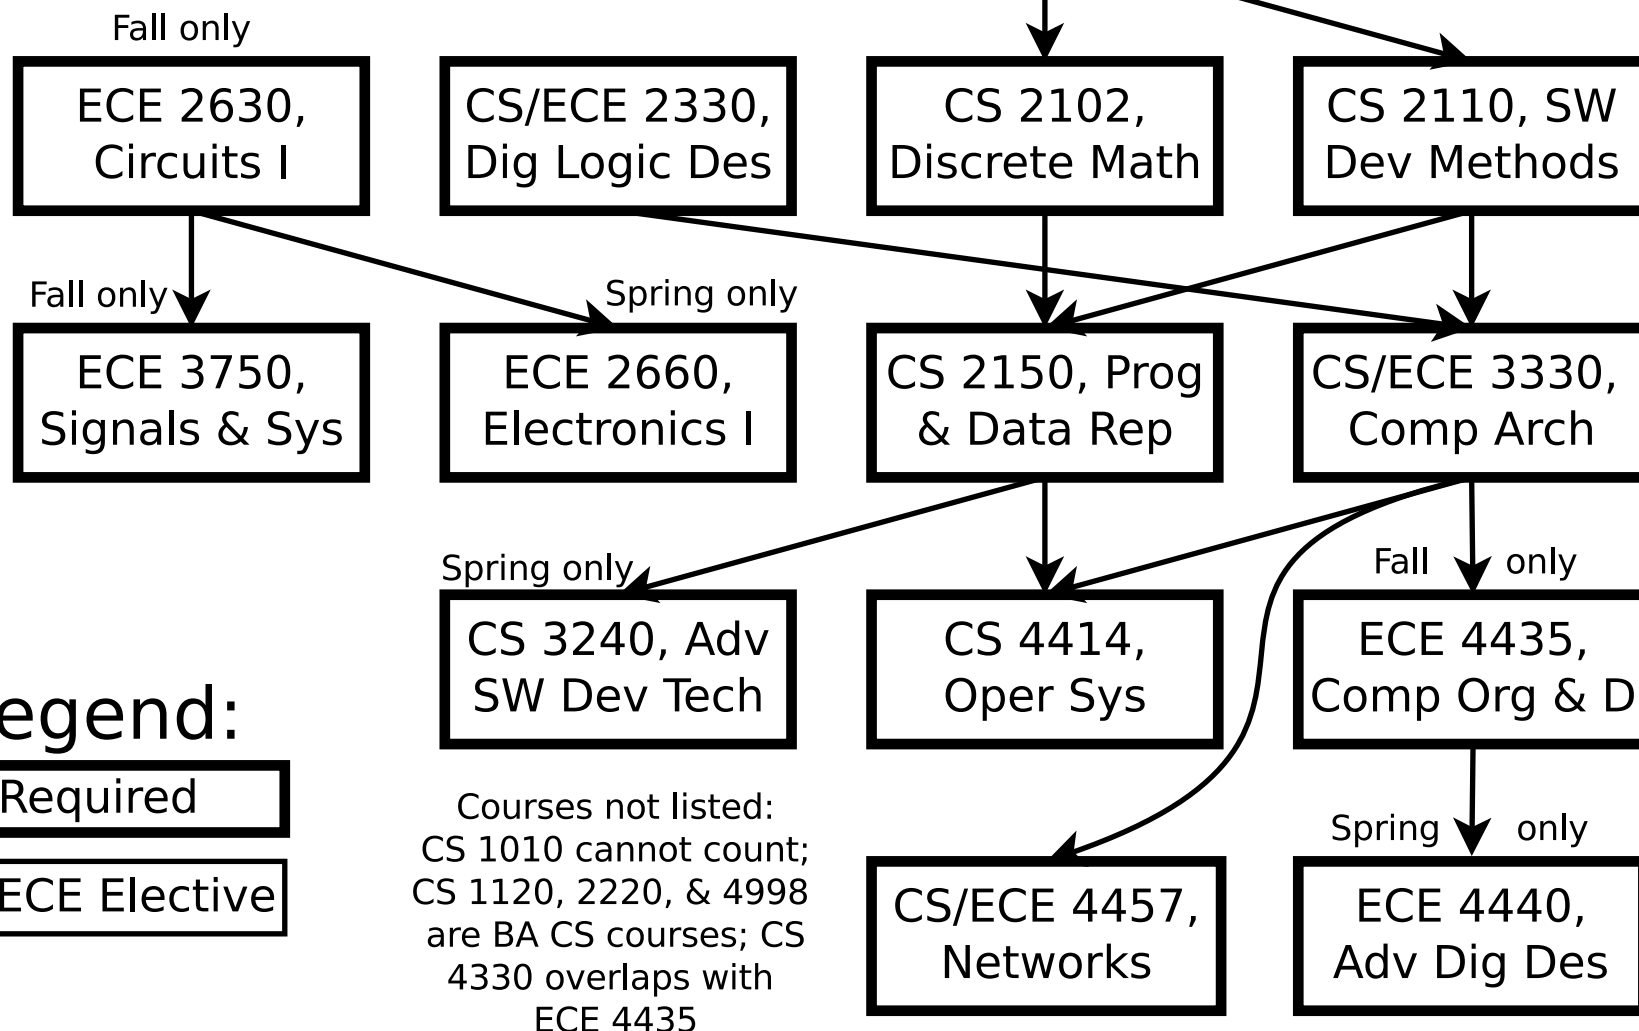 Fall only
ECE 2630,
Circuits I
CS/ECE 2330,
Dig Logic Des
CS 2102,
Discrete Math
CS 2110, SW
Dev Methods
Fall only
Spring only
ECE 3750,
Signals & Sys
ECE 2660,
Electronics I
CS 2150, Prog
& Data Rep
CS/ECE 3330,
Comp Arch
Spring only
Fall only
CS 3240, Adv
SW Dev Tech
CS 4414,
Oper Sys
ECE 4435,
Comp Org & D
egend:
Required
ECE Elective
Courses not listed:
CS 1010 cannot count;
CS 1120, 2220, & 4998
are BA CS courses; CS
4330 overlaps with
ECE 4435
Spring only
CS/ECE 4457,
Networks
ECE 4440,
Adv Dig Des